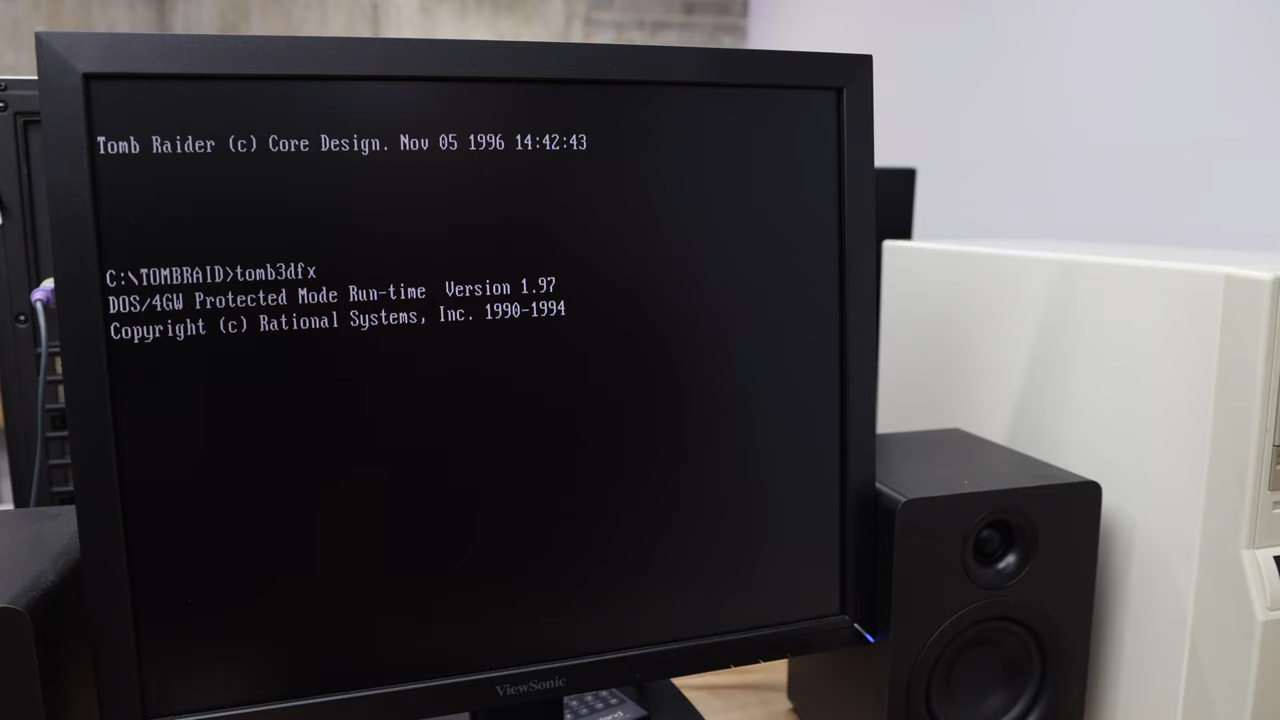 Tomb Raider (c) Core Design. Nov 05 1996 14:42:43
C:\TOMBRAID>tomb3dfx
DOS/4GW Protected Mode Run-time  Version 1.97
Copyright (c) Rational Systems, Inc. 1990-1994
ViewSonic